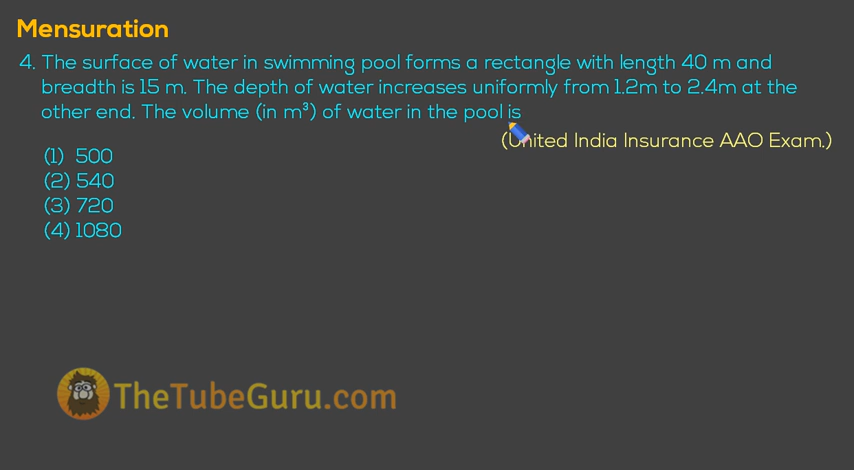 Mensuration
4. The surface of water in swimming pool forms a rectangle with length 40 m and
breadth is 15 m. The depth of water increases uniformly from 1.2m to 2.4m at the
other end. The volume (in m³) of water in the pool is
(United India Insurance AAO Exam.)
(1) 500
(2) 540
(3) 720
(4) 1080
TheTubeGuru.com